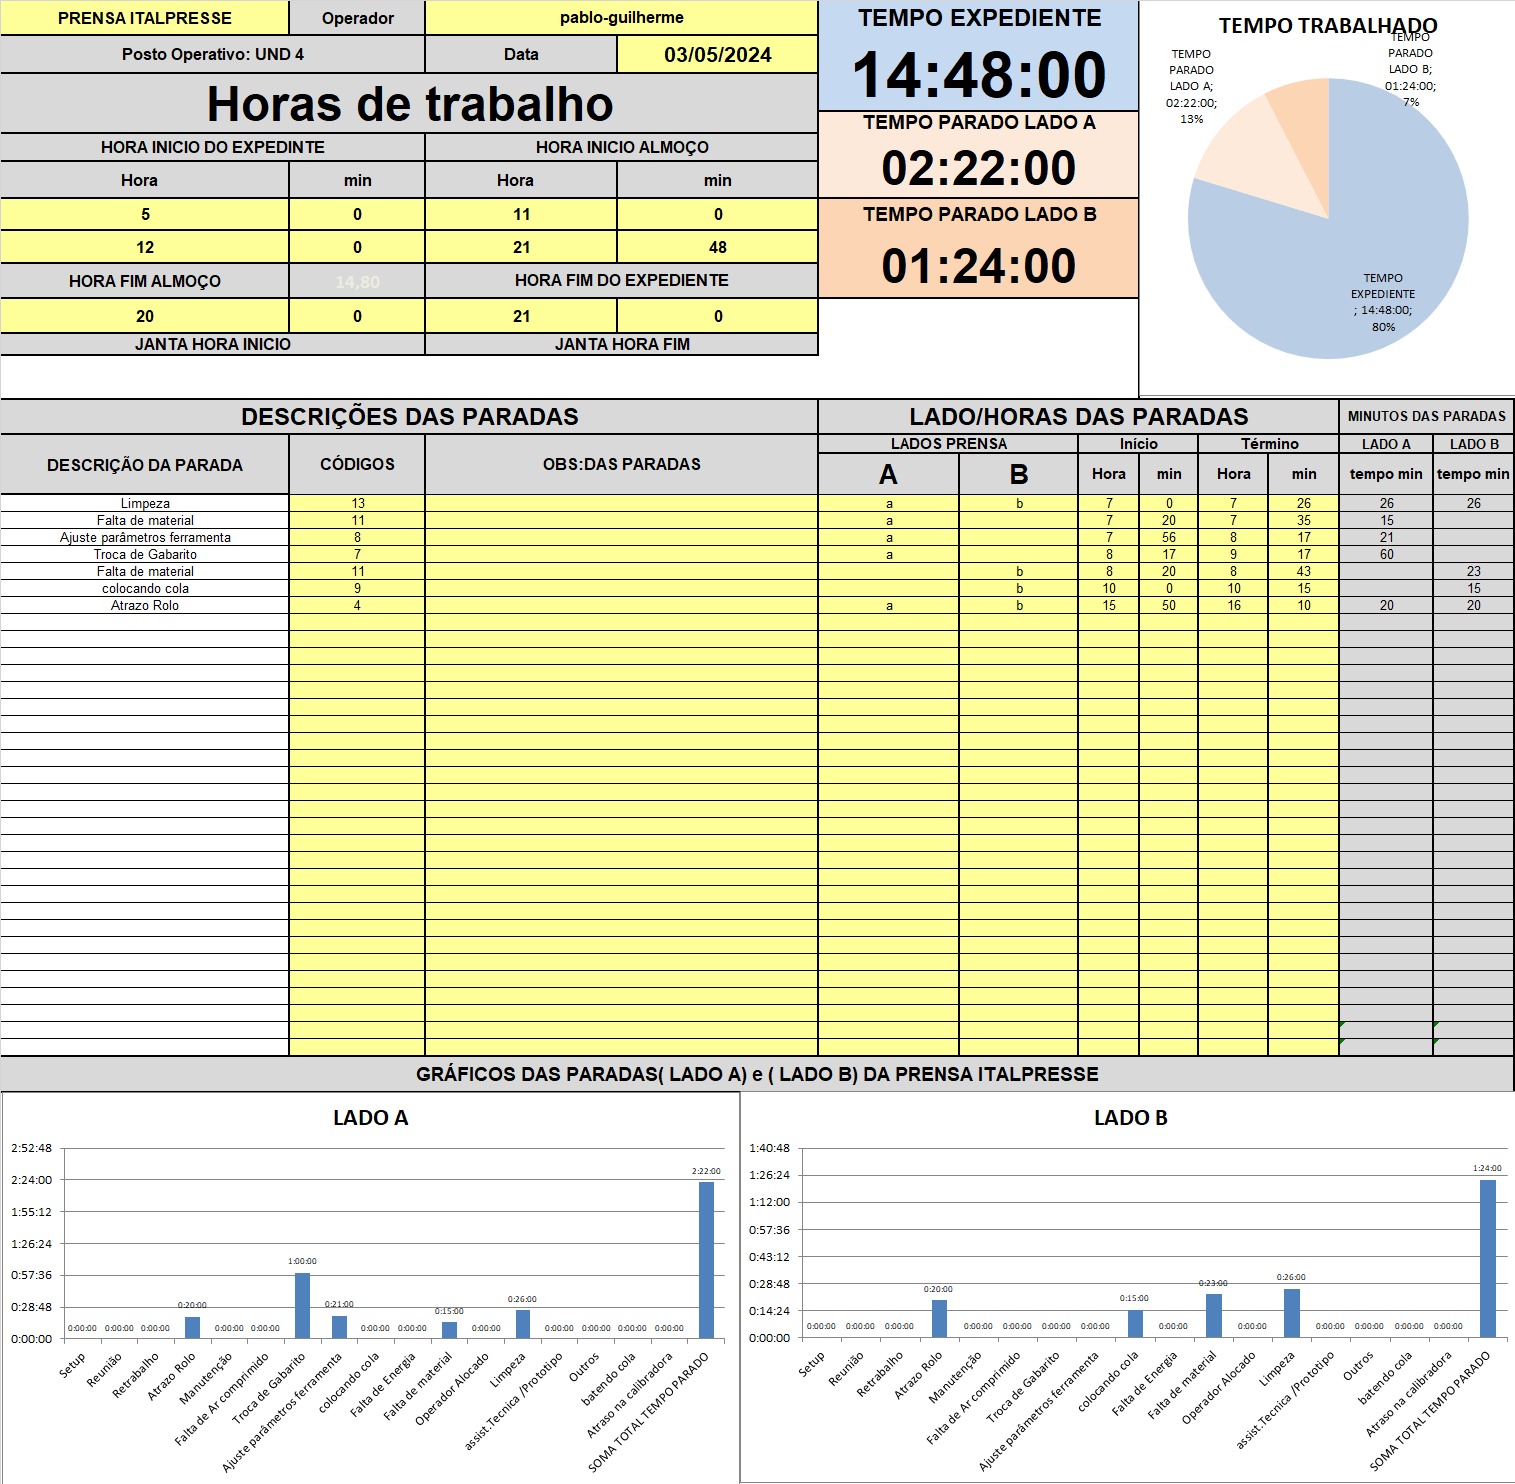 PRENSA ITALPRESSE Operador pablo-guilherme
Posto Operativo: UND 4 Data 03/05/2024
Horas de trabalho
HORA INICIO DO EXPEDINTE HORA INICIO ALMOÇO
Hora min Hora min
5 0 11 0
12 0 21 48
HORA FIM ALMOÇO 14,80 HORA FIM DO EXPEDIENTE
20 0 21 0
JANTA HORA INICIO JANTA HORA FIM
TEMPO EXPEDIENTE
14:48:00
TEMPO PARADO LADO A
02:22:00
TEMPO PARADO LADO B
01:24:00
TEMPO TRABALHADO
TEMPO
PARADO
LADO A;
02:22:00;
13%
TEMPO
PARADO
LADO B;
01:24:00;
7%
TEMPO
EXPEDIENTE
; 14:48:00;
80%
DESCRIÇÕES DAS PARADAS LADO/HORAS DAS PARADAS MINUTOS DAS PARADAS
DESCRIÇÃO DA PARADA CÓDIGOS OBS:DAS PARADAS
LADOS PRENSA Início Término LADO A LADO B
A B Hora min Hora min tempo min tempo min
Limpeza 13 a b 7 0 7 26 26 26
Falta de material 11 a 7 20 7 35 15
Ajuste parâmetros ferramenta 8 a 7 56 8 17 21
Troca de Gabarito 7 a 8 17 9 17 60
Falta de material 11 b 8 20 8 43 23
colocando cola 9 b 10 0 10 15 15
Atrazo Rolo 4 a b 15 50 16 10 20 20
GRÁFICOS DAS PARADAS( LADO A) e ( LADO B) DA PRENSA ITALPRESSE
LADO A
2:52:48
2:24:00
1:55:12
1:26:24
0:57:36
0:28:48
0:00:00
0:00:00 0:00:00 0:00:00 0:20:00 0:00:00 0:00:00 1:00:00 0:21:00 0:00:00 0:00:00 0:15:00 0:00:00 0:26:00 0:00:00 0:00:00 0:00:00 0:00:00 2:22:00
Setup
Reunião
Retrabalho
Atrazo Rolo
Manutenção
Falta de Ar comprimido
Troca de Gabarito
Ajuste parâmetros ferramenta
colocando cola
Falta de Energia
Falta de material
Operador Alocado
Limpeza
assist.Tecnica /Prototipo
Outros
batendo cola
Atraso na calibradora
SOMA TOTAL TEMPO PARADO
LADO B
1:40:48
1:26:24
1:12:00
0:57:36
0:43:12
0:28:48
0:14:24
0:00:00
0:00:00 0:00:00 0:00:00 0:20:00 0:00:00 0:00:00 0:00:00 0:00:00 0:15:00 0:00:00 0:23:00 0:00:00 0:26:00 0:00:00 0:00:00 0:00:00 0:00:00 1:24:00
Setup
Reunião
Retrabalho
Atrazo Rolo
Manutenção
Falta de Ar comprimido
Troca de Gabarito
Ajuste parâmetros ferramenta
colocando cola
Falta de Energia
Falta de material
Operador Alocado
Limpeza
assist.Tecnica /Prototipo
Outros
batendo cola
Atraso na calibradora
SOMA TOTAL TEMPO PARADO